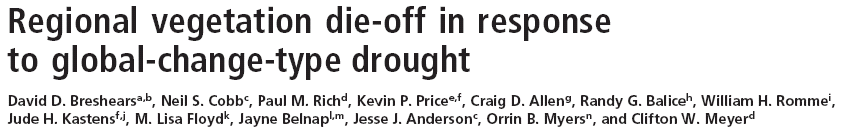 Regional vegetation die-off in response
to global-change-type drought
David D. Breshearsa,b, Neil S. Cobbc, Paul M. Richd, Kevin P. Pricee,f, Craig D. Alleng, Randy G. Baliceh, William H. Rommei,
Jude H. Kastensf,j, M. Lisa Floydk, Jayne Belnapl,m, Jesse J. Andersonc, Orrin B. Myersn, and Clifton W. Meyerd